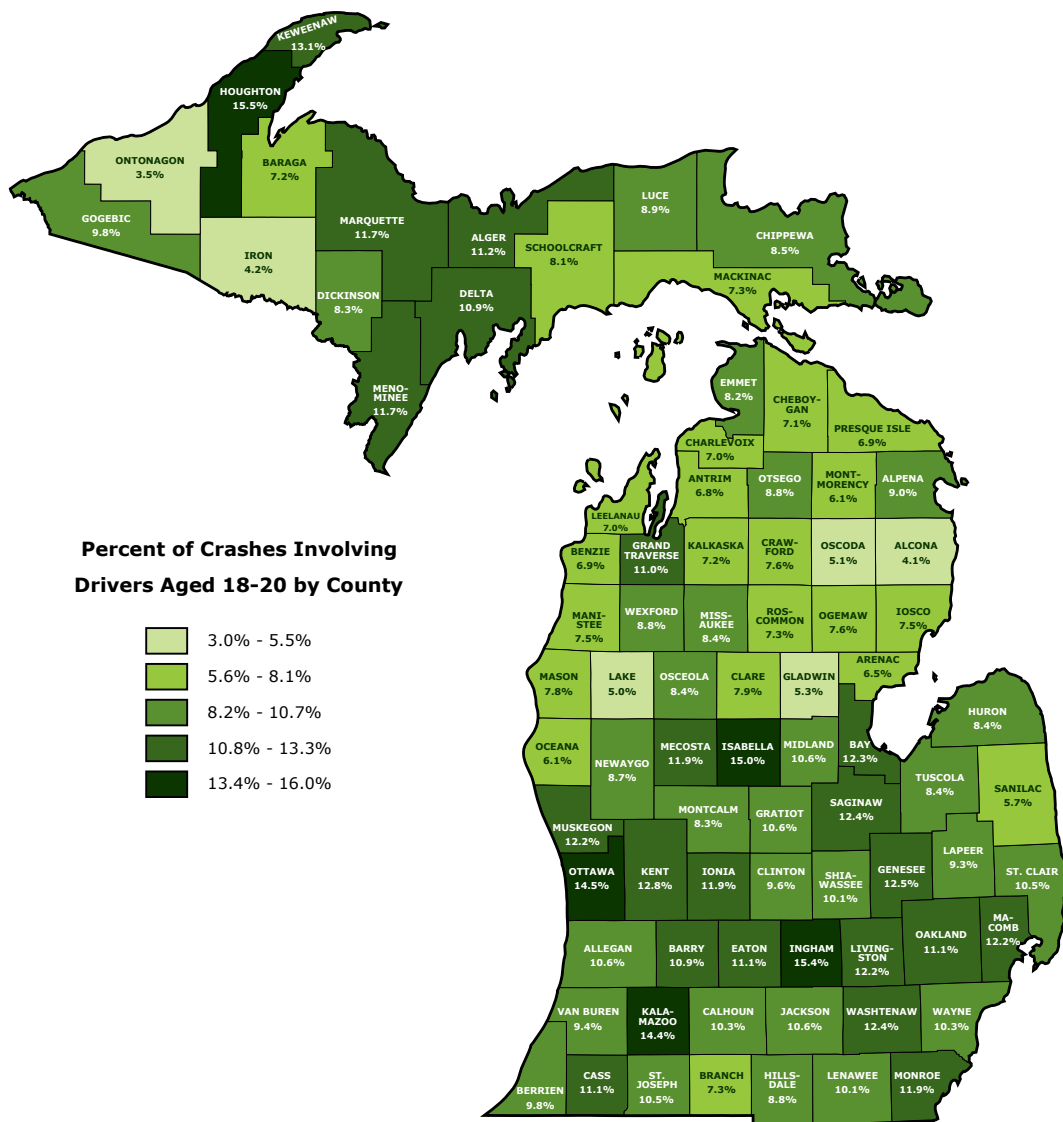 KEWEENAW
13.1%
HOUGHTON
15.5%
ONTONAGON
3.5%
BARAGA
7.2%
GOGEBIC
9.8%
IRON
4.2%
MARQUETTE
11.7%
DICKINSON
8.3%
MENO-
MINEE
11.7%
DELTA
10.9%
ALGER
11.2%
SCHOOLCRAFT
8.1%
LUCE
8.9%
CHIPPEWA
8.5%
MACKINAC
7.3%
EMMET
8.2%
CHEBOY-
GAN
7.1%
PRESQUE ISLE
6.9%
CHARLEVOIX
7.0%
ANTRIM
6.8%
OTSEGO
8.8%
MONT-
MORENCY
6.1%
ALPENA
9.0%
LEELANAU
7.0%
BENZIE
6.9%
GRAND
TRAVERSE
11.0%
KALKASKA
7.2%
CRAW-
FORD
7.6%
OSCODA
5.1%
ALCONA
4.1%
MANI-
STEE
7.5%
WEXFORD
8.8%
MISS-
AUKEE
8.4%
ROS-
COMMON
7.3%
OGEMAW
7.6%
IOSCO
7.5%
MASON
7.8%
LAKE
5.0%
OSCEOLA
8.4%
CLARE
7.9%
GLADWIN
5.3%
ARENAC
6.5%
OCEANA
6.1%
NEWAYGO
8.7%
MECOSTA
11.9%
ISABELLA
15.0%
MIDLAND
10.6%
BAY
12.3%
HURON
8.4%
TUSCOLA
8.4%
SANILAC
5.7%
MUSKEGON
12.2%
MONTCALM
8.3%
GRATIOT
10.6%
SAGINAW
12.4%
LAPEER
9.3%
ST. CLAIR
10.5%
OTTAWA
14.5%
KENT
12.8%
IONIA
11.9%
CLINTON
9.6%
SHIA-
WASSEE
10.1%
GENESEE
12.5%
OAKLAND
11.1%
MA-
COMB
12.2%
ALLEGAN
10.6%
BARRY
10.9%
EATON
11.1%
INGHAM
15.4%
LIVING-
STON
12.2%
VAN BUREN
9.4%
KALA-
MAZOO
14.4%
CALHOUN
10.3%
JACKSON
10.6%
WASHTENAW
12.4%
WAYNE
10.3%
BERRIEN
9.8%
CASS
11.1%
ST.
JOSEPH
10.5%
BRANCH
7.3%
HILLS-
DALE
8.8%
LENAWEE
10.1%
MONROE
11.9%
Percent of Crashes Involving
Drivers Aged 18-20 by County
3.0% - 5.5%
5.6% - 8.1%
8.2% - 10.7%
10.8% - 13.3%
13.4% - 16.0%